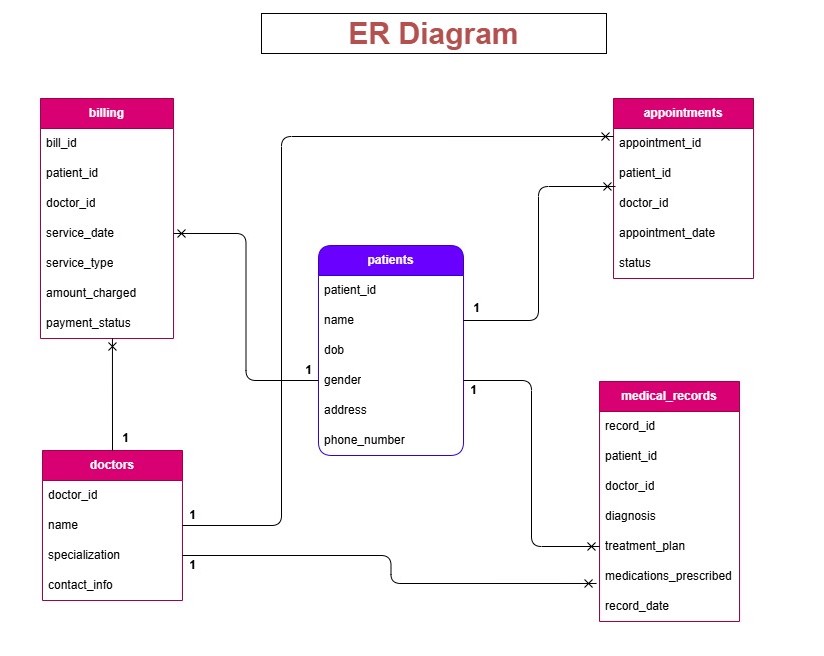 ER Diagram
billing
bill_id
patient_id
doctor_id
service_date
service_type
amount_charged
payment_status
appointments
appointment_id
patient_id
doctor_id
appointment_date
status
patients
patient_id
name
dob
gender
address
phone_number
1
1
1
medical_records
record_id
patient_id
doctor_id
diagnosis
treatment_plan
medications_prescribed
record_date
1
doctors
doctor_id
name
specialization
contact_info
1
1